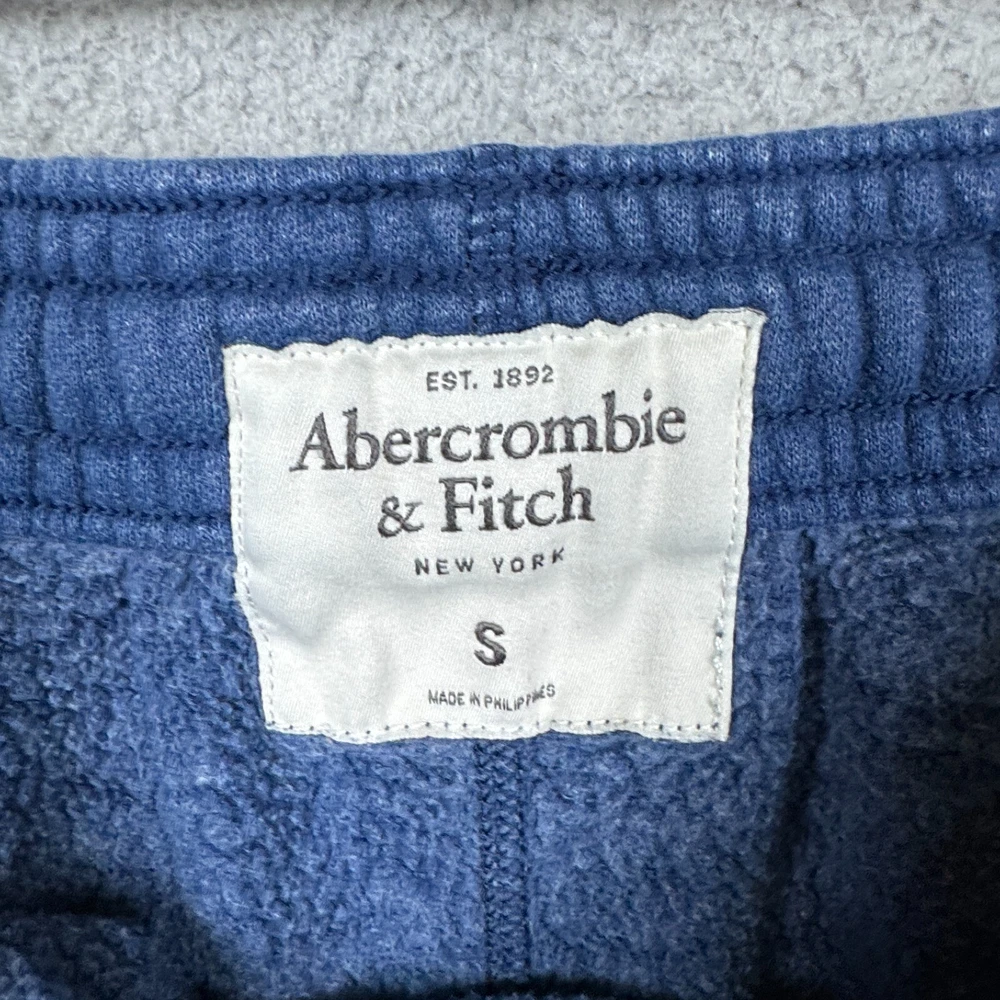 EST. 1892
Abercrombie
& Fitch
NEW YORK
S
MADE IN PHILIPPINES